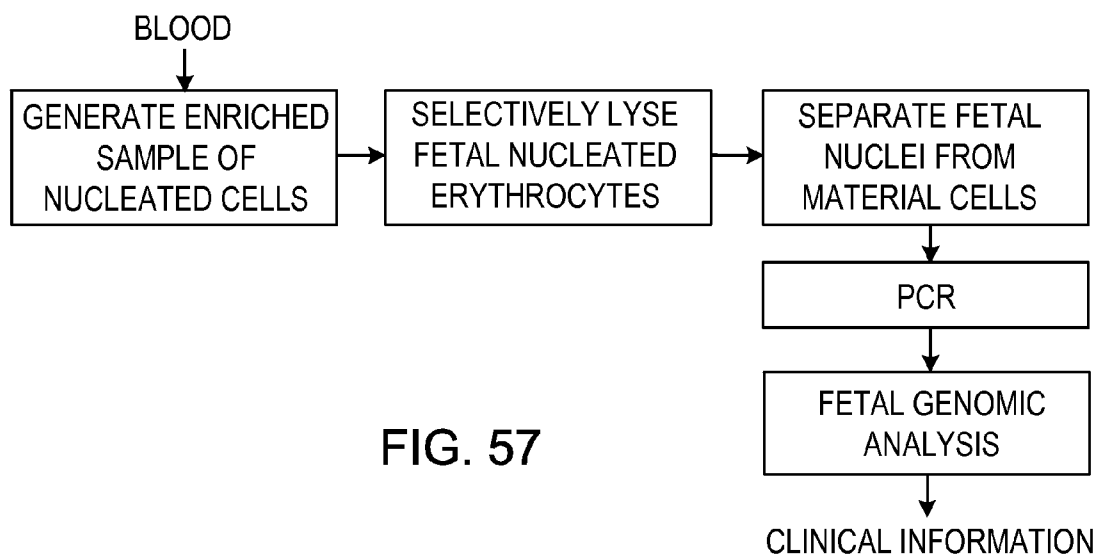 BLOOD
GENERATE ENRICHED
SAMPLE OF
NUCLEATED CELLS
SELECTIVELY LYSE
FETAL NUCLEATED
ERYTHROCYTES
SEPARATE FETAL
NUCLEI FROM
MATERIAL CELLS
PCR
FETAL GENOMIC
ANALYSIS
CLINICAL INFORMATION
FIG. 57